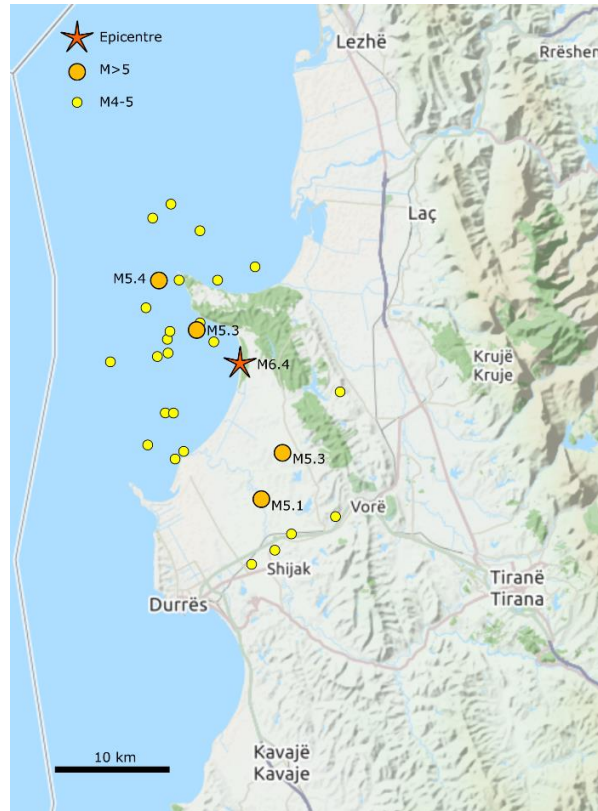 Epicentre
M>5
M4-5
Lezhë
Rrëshen
Laç
M5.4
M5.3
M6.4
Krujë
Kruje
M5.3
M5.1
Vorë
Shijak
Tiranë
Tirana
Durrës
10 km
Kavajë
Kavaje